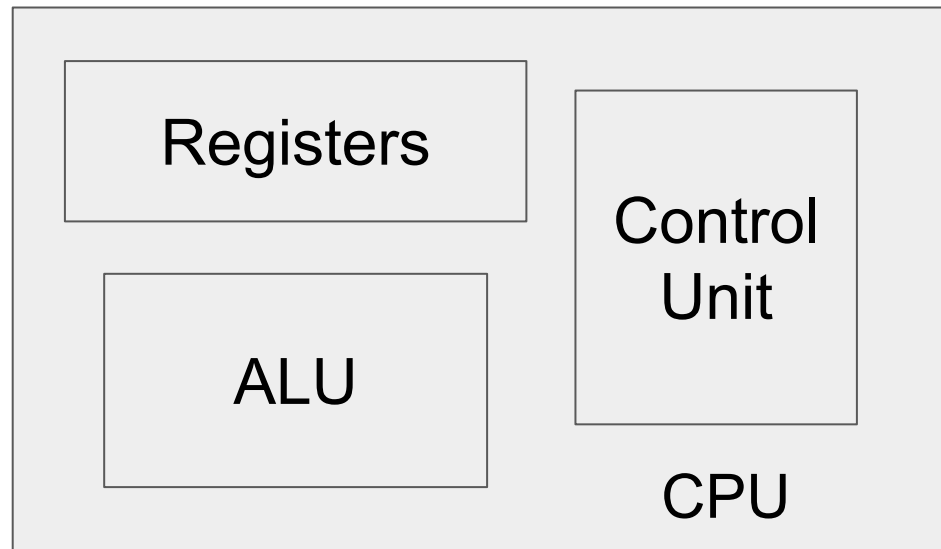 Registers
Control
Unit
ALU
CPU